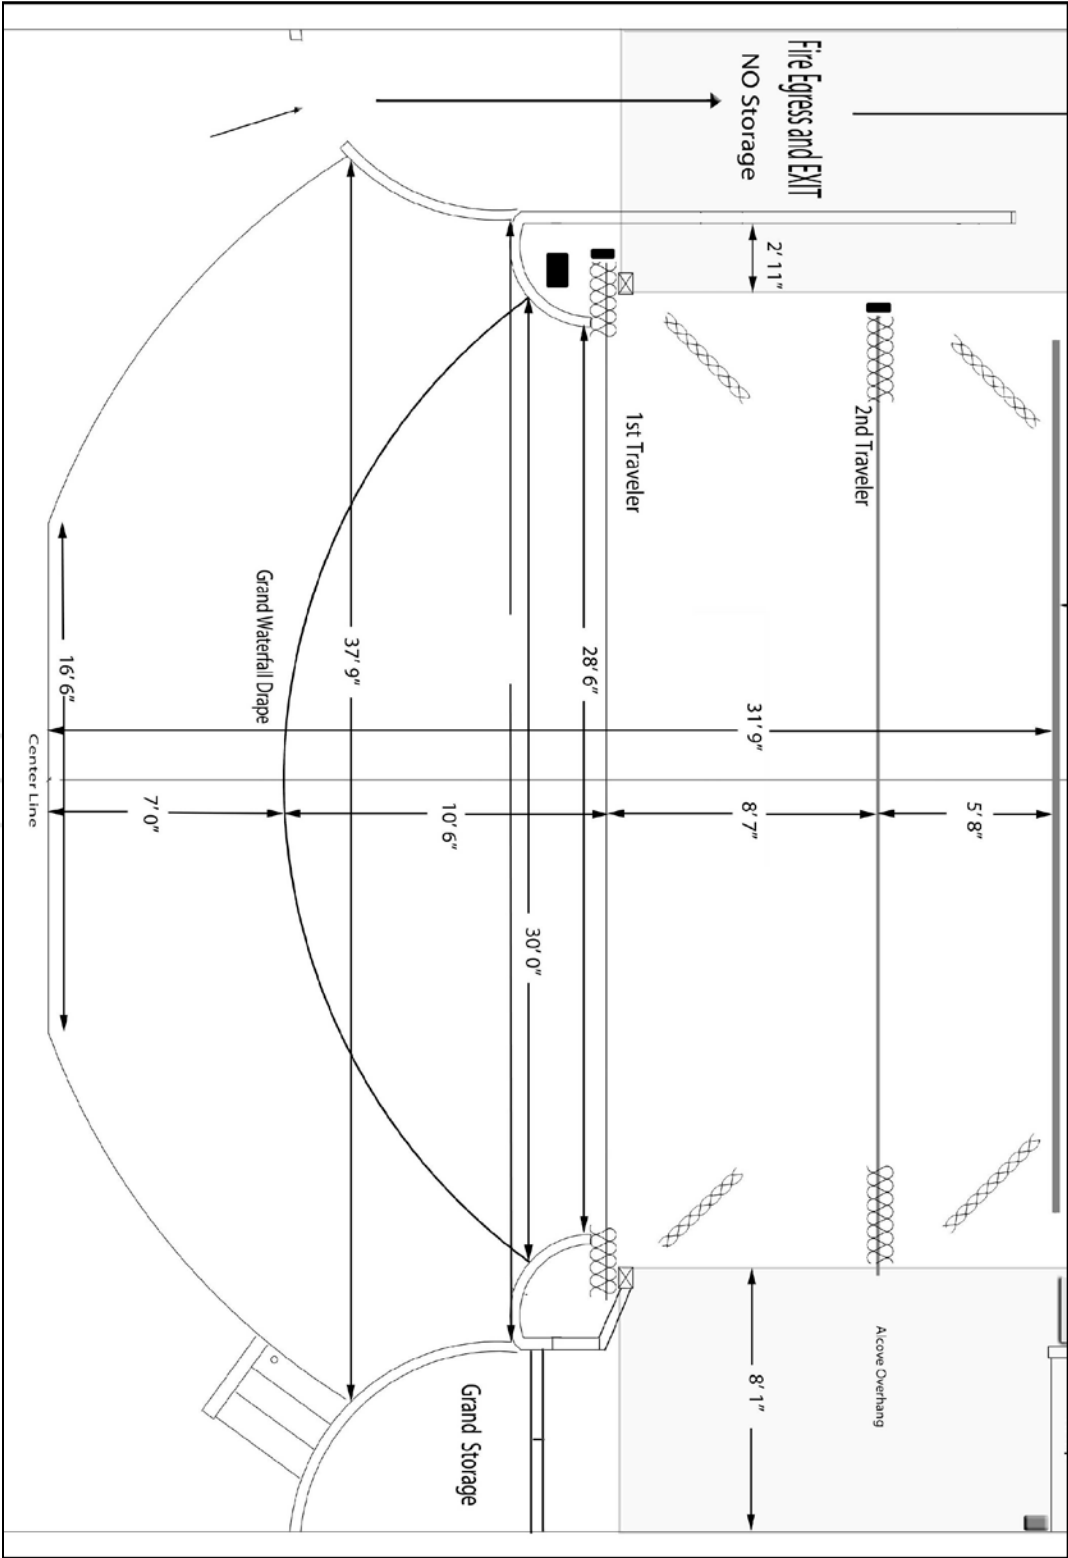 Fire Egress and EXIT
NO Storage
2' 11"
1st Traveler
2nd Traveler
Grand Waterfall Drape
37' 9"
28' 6"
16' 6"
31' 9"
Center Line
7' 0"
10' 6"
8' 7"
5' 8"
30' 0"
Alcove Overhang
8' 1"
Grand Storage